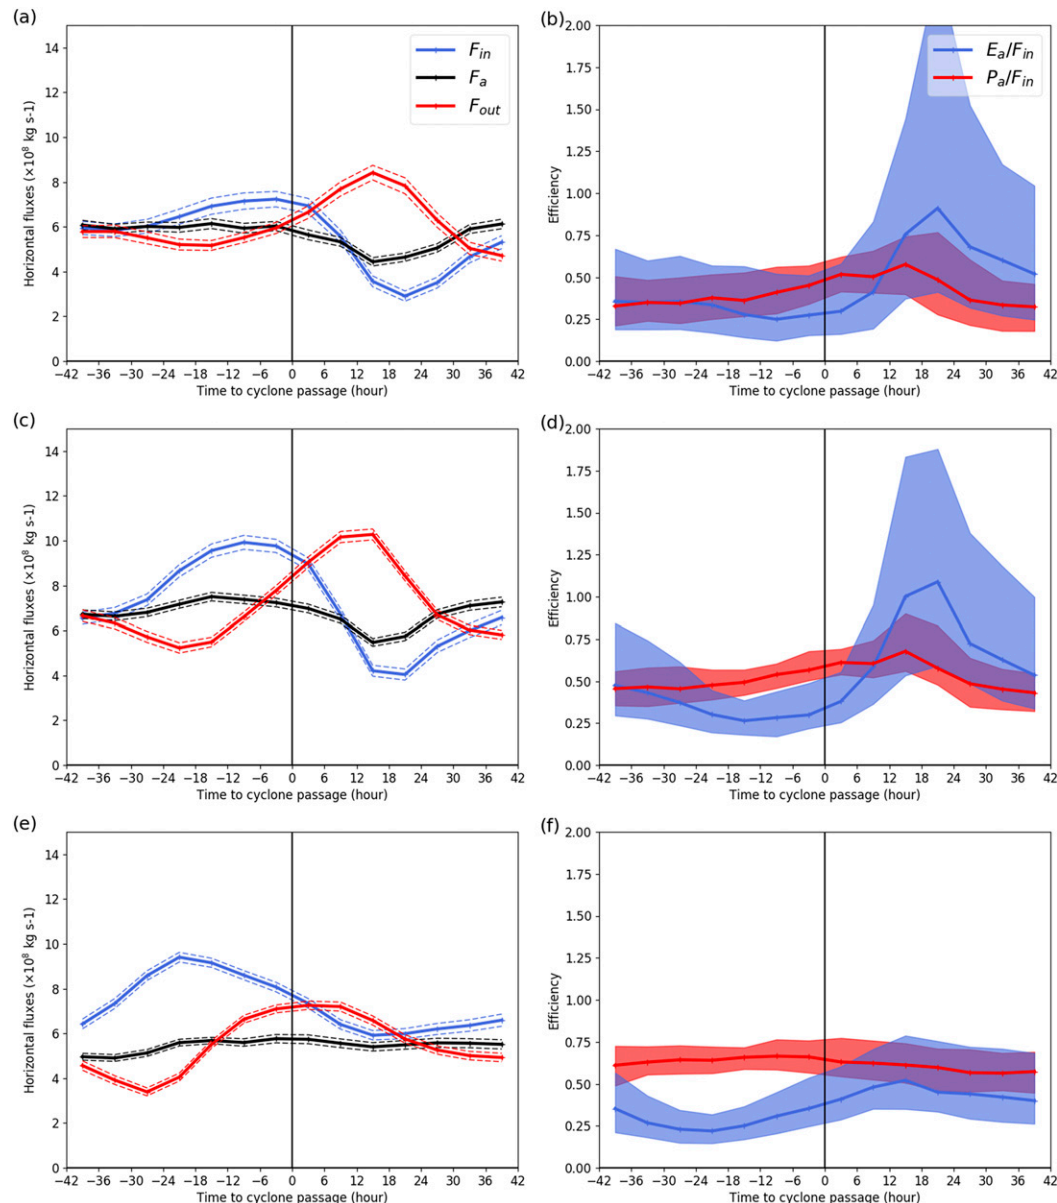 (a)
14
12
10
8
6
4
2
0
Horizontal fluxes (×10⁸ kg s-1)
F_in
F_a
F_out
−42 −36 −30 −24 −18 −12 −6 0 6 12 18 24 30 36 42
Time to cyclone passage (hour)
(b)
2.00
1.75
1.50
1.25
1.00
0.75
0.50
0.25
0.00
Efficiency
E_a/F_in
P_a/F_in
−42 −36 −30 −24 −18 −12 −6 0 6 12 18 24 30 36 42
Time to cyclone passage (hour)
(c)
14
12
10
8
6
4
2
0
Horizontal fluxes (×10⁸ kg s-1)
−42 −36 −30 −24 −18 −12 −6 0 6 12 18 24 30 36 42
Time to cyclone passage (hour)
(d)
2.00
1.75
1.50
1.25
1.00
0.75
0.50
0.25
0.00
Efficiency
−42 −36 −30 −24 −18 −12 −6 0 6 12 18 24 30 36 42
Time to cyclone passage (hour)
(e)
14
12
10
8
6
4
2
0
Horizontal fluxes (×10⁸ kg s-1)
−42 −36 −30 −24 −18 −12 −6 0 6 12 18 24 30 36 42
Time to cyclone passage (hour)
(f)
2.00
1.75
1.50
1.25
1.00
0.75
0.50
0.25
0.00
Efficiency
−42 −36 −30 −24 −18 −12 −6 0 6 12 18 24 30 36 42
Time to cyclone passage (hour)